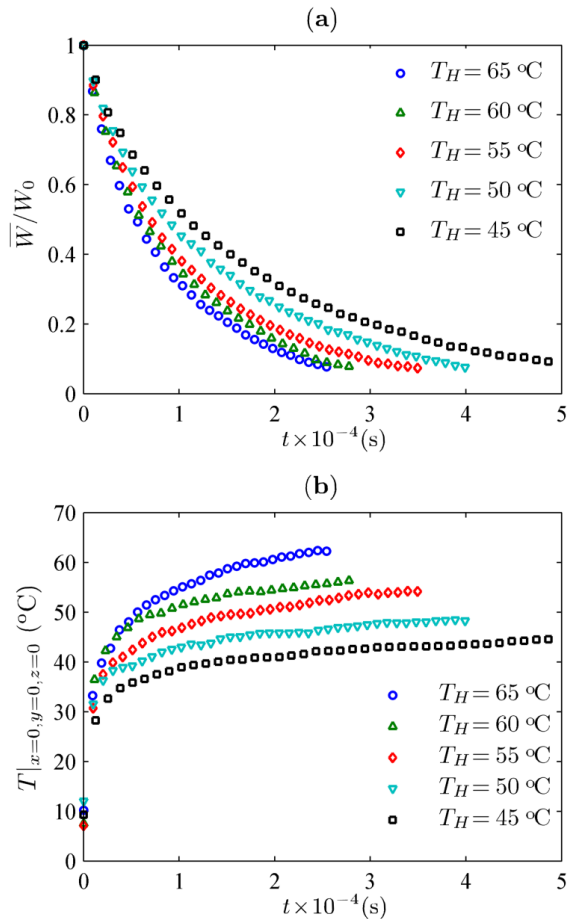 (a)
1
0.8
0.6
0.4
0.2
0
W̅/W₀
T_H = 65 °C
T_H = 60 °C
T_H = 55 °C
T_H = 50 °C
T_H = 45 °C
0 1 2 3 4 5
t×10⁻⁴(s)
(b)
70
60
50
40
30
20
10
0
T|ₓ₌₀,y₌₀,z₌₀ (°C)
T_H = 65 °C
T_H = 60 °C
T_H = 55 °C
T_H = 50 °C
T_H = 45 °C
0 1 2 3 4 5
t×10⁻⁴(s)